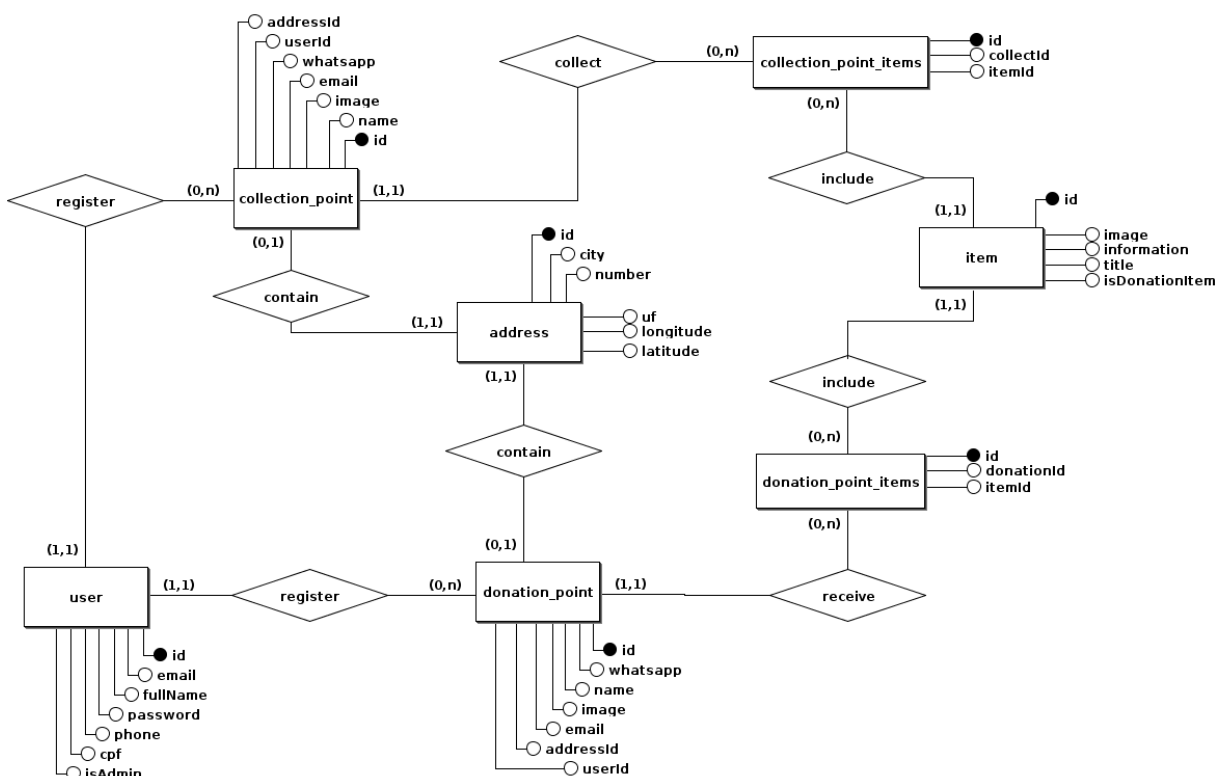 addressId
userId
whatsapp
email
image
name
id
collect
(0,n)
collection_point_items
id
collectId
itemId
(0,n)
register
(0,n)
collection_point
(1,1)
include
(0,1)
(1,1)
id
item
image
information
title
isDonationItem
(1,1)
id
city
number
contain
(1,1)
address
uf
longitude
latitude
(1,1)
include
contain
(0,n)
donation_point_items
id
donationId
itemId
(0,n)
(0,1)
(1,1)
user
(1,1)
register
(0,n)
donation_point
(1,1)
receive
id
email
fullName
password
phone
cpf
isAdmin
id
whatsapp
name
image
email
addressId
userId